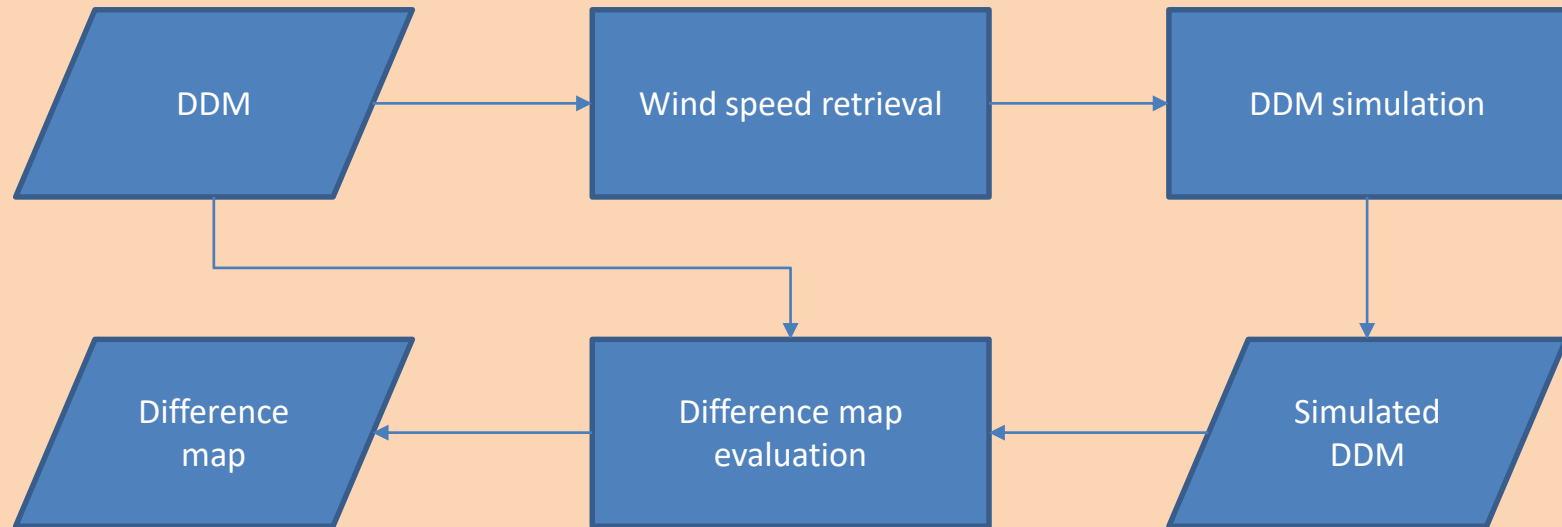 DDM
Wind speed retrieval
DDM simulation
Difference
map
Difference map
evaluation
Simulated
DDM